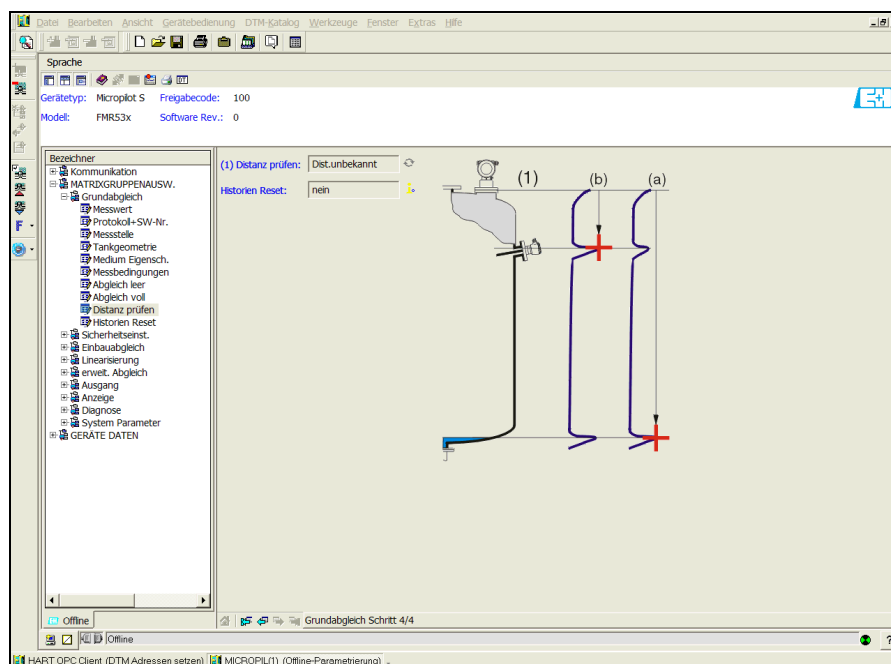 Datei Bearbeiten Ansicht Gerätebedienung DTM-Katalog Werkzeuge Fenster Extras Hilfe
Sprache
Gerätetyp: Micropilot S Freigabecode: 100
Modell: FMR53x Software Rev.: 0
Bezeichner
Kommunikation
MATRIXGRUPPENAUSW.
Grundabgleich
Messwert
Protokoll+SW-Nr.
Messstelle
Tankgeometrie
Medium Eigensch.
Messbedingungen
Abgleich leer
Abgleich voll
Distanz prüfen
Historien Reset
Sicherheitseinst.
Einbauabgleich
Linearisierung
erweit. Abgleich
Ausgang
Anzeige
Diagnose
System Parameter
GERÄTE DATEN
(1) Distanz prüfen: Dist.unbekannt
Historien Reset: nein
(1) (b) (a)
Offline
Grundabgleich Schritt 4/4
Offline
HART OPC Client (DTM Adressen setzen) MICROPIL(1) (Offline-Parametrierung)